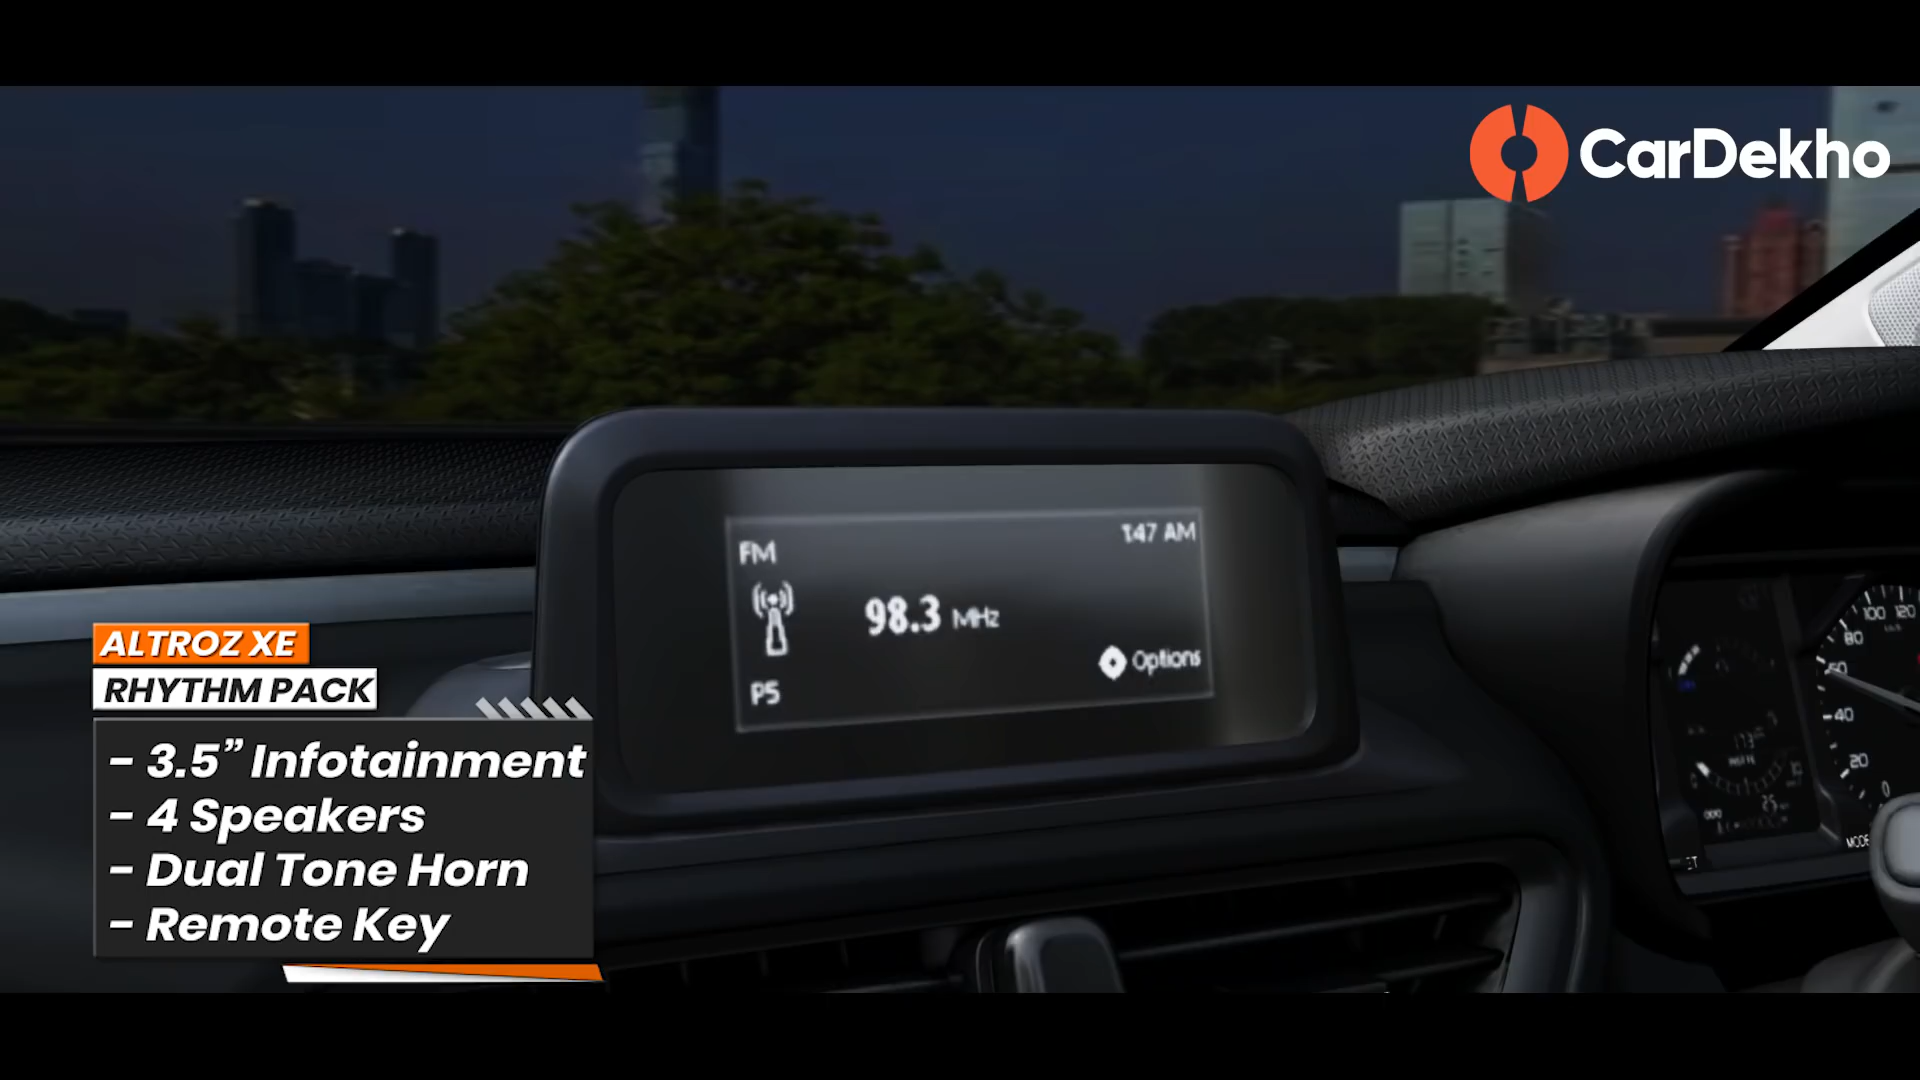 CarDekho
1:47 AM
FM
98.3 MHz
Options
P5
ALTROZ XE
RHYTHM PACK
- 3.5” Infotainment
- 4 Speakers
- Dual Tone Horn
- Remote Key
120
100
80
60
40
20
0
MODE